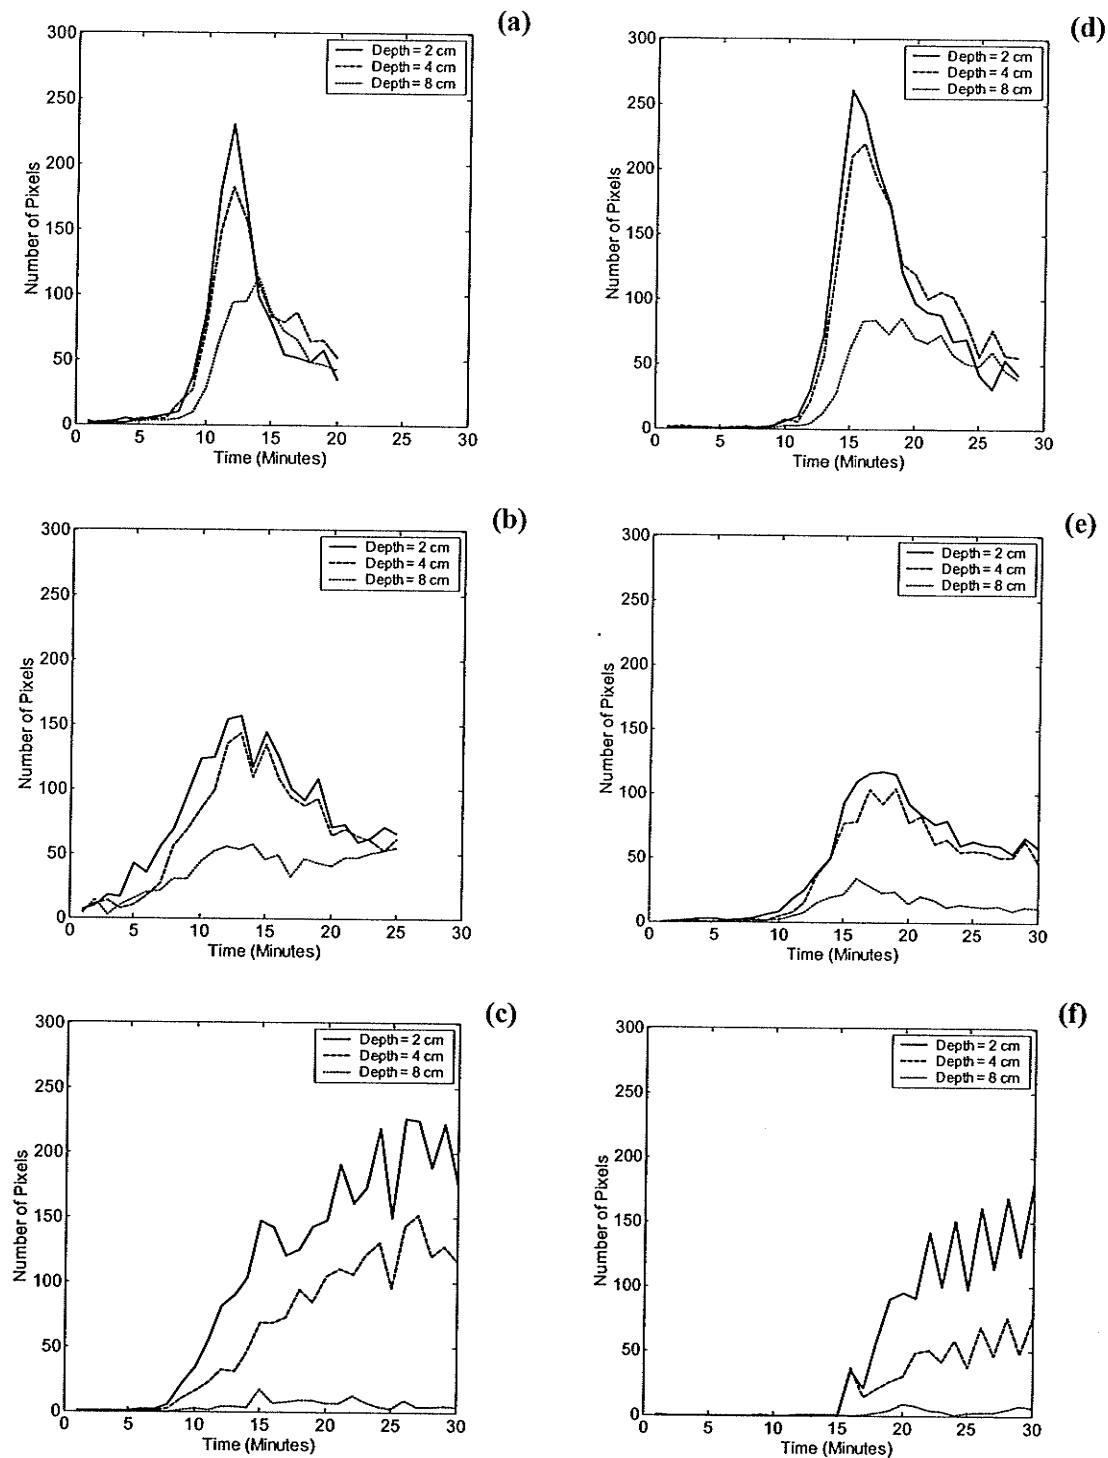 (a)
300
250
200
150
100
50
0
0 5 10 15 20 25 30
Number of Pixels
Time (Minutes)
Depth = 2 cm
Depth = 4 cm
Depth = 8 cm
(d)
300
250
200
150
100
50
0
0 5 10 15 20 25 30
Number of Pixels
Time (Minutes)
Depth = 2 cm
Depth = 4 cm
Depth = 8 cm
(b)
300
250
200
150
100
50
0
0 5 10 15 20 25 30
Number of Pixels
Time (Minutes)
Depth = 2 cm
Depth = 4 cm
Depth = 8 cm
(e)
300
250
200
150
100
50
0
0 5 10 15 20 25 30
Number of Pixels
Time (Minutes)
Depth = 2 cm
Depth = 4 cm
Depth = 8 cm
(c)
300
250
200
150
100
50
0
0 5 10 15 20 25 30
Number of Pixels
Time (Minutes)
Depth = 2 cm
Depth = 4 cm
Depth = 8 cm
(f)
300
250
200
150
100
50
0
0 5 10 15 20 25 30
Number of Pixels
Time (Minutes)
Depth = 2 cm
Depth = 4 cm
Depth = 8 cm